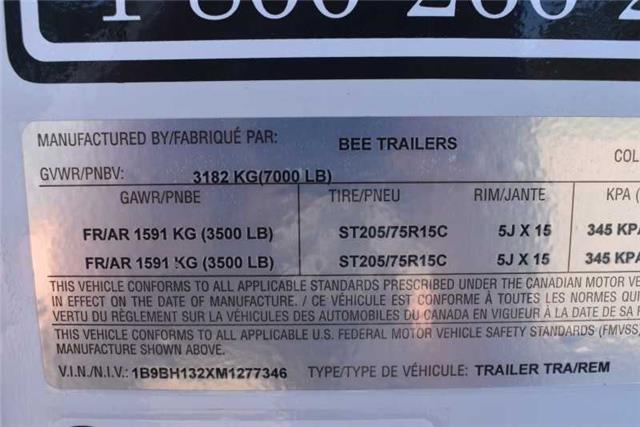 1 800 200 2
MANUFACTURED BY/FABRIQUÉ PAR: BEE TRAILERS
COL
GVWR/PNBV: 3182 KG(7000 LB)
GAWR/PNBE TIRE/PNEU RIM/JANTE KPA (
FR/AR 1591 KG (3500 LB) ST205/75R15C 5J X 15 345 KPA
FR/AR 1591 KG (3500 LB) ST205/75R15C 5J X 15 345 KPA
THIS VEHICLE CONFORMS TO ALL APPLICABLE STANDARDS PRESCRIBED UNDER THE CANADIAN MOTOR VE
IN EFFECT ON THE DATE OF MANUFACTURE. / CE VÉHICULE EST CONFORME À TOUTES LES NORMES QUI
VERTU DU RÈGLEMENT SUR LA VÉHICULES DES AUTOMOBILES DU CANADA EN VIGUEUR À LA DATE DE SA F
THIS VEHICLE CONFORMS TO ALL APPLICABLE U.S. FEDERAL MOTOR VEHICLE SAFETY STANDARDS (FMVSS)
V.I.N./N.I.V.: 1B9BH132XM1277346 TYPE/TYPE DE VÉHICULE: TRAILER TRA/REM